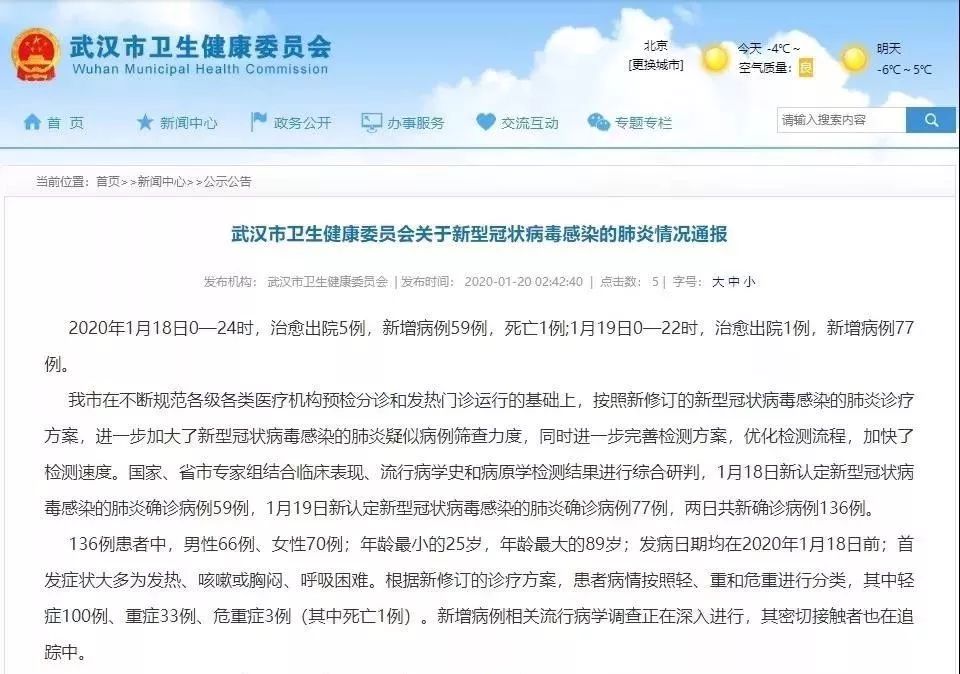 武汉市卫生健康委员会
Wuhan Municipal Health Commission
北京
[更换城市]
今天 -4℃~
空气质量：良
明天
-6℃~5℃
首 页
新闻中心
政务公开
办事服务
交流互动
专题专栏
请输入搜索内容
当前位置：首页>>新闻中心>>公示公告
武汉市卫生健康委员会关于新型冠状病毒感染的肺炎情况通报
发布机构： 武汉市卫生健康委员会 | 发布时间： 2020-01-20 02:42:40 | 点击数： 5 | 字号： 大 中 小
2020年1月18日0—24时，治愈出院5例，新增病例59例，死亡1例;1月19日0—22时，治愈出院1例，新增病例77
例。
我市在不断规范各级各类医疗机构预检分诊和发热门诊运行的基础上，按照新修订的新型冠状病毒感染的肺炎诊疗
方案，进一步加大了新型冠状病毒感染的肺炎疑似病例筛查力度，同时进一步完善检测方案，优化检测流程，加快了
检测速度。国家、省市专家组结合临床表现、流行病学史和病原学检测结果进行综合研判，1月18日新认定新型冠状病
毒感染的肺炎确诊病例59例，1月19日新认定新型冠状病毒感染的肺炎确诊病例77例，两日共新确诊病例136例。
136例患者中，男性66例、女性70例；年龄最小的25岁，年龄最大的89岁；发病日期均在2020年1月18日前；首
发症状大多为发热、咳嗽或胸闷、呼吸困难。根据新修订的诊疗方案，患者病情按照轻、重和危重进行分类，其中轻
症100例、重症33例、危重症3例（其中死亡1例）。新增病例相关流行病学调查正在深入进行，其密切接触者也在追
踪中。